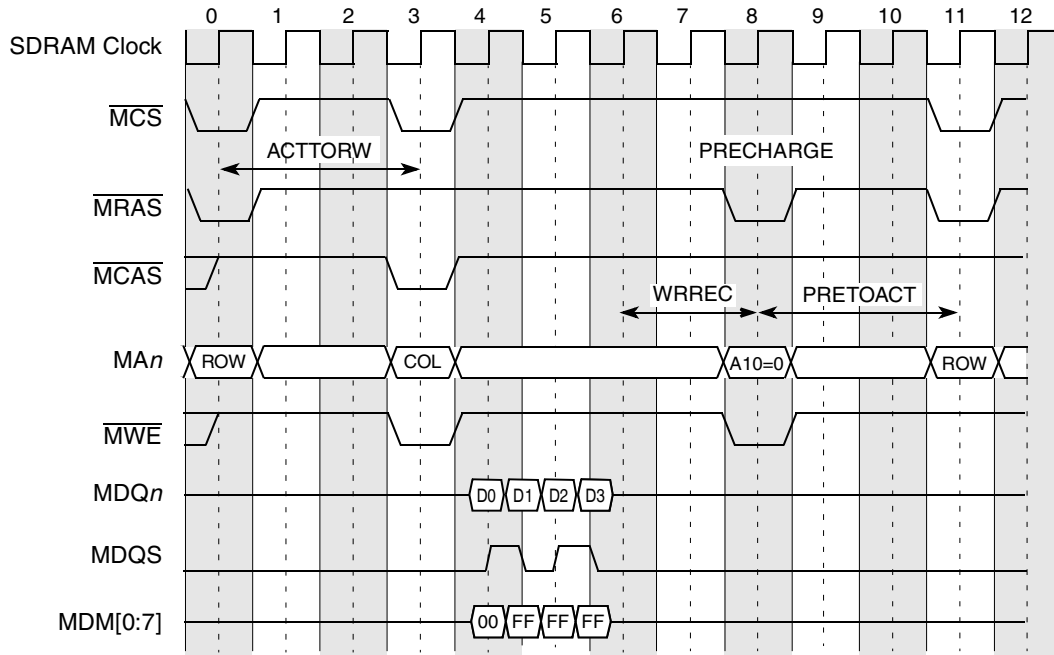 0 1 2 3 4 5 6 7 8 9 10 11 12
SDRAM Clock
MCS
ACTTORW PRECHARGE
MRAS
MCAS
WRREC PRETOACT
MAn ROW COL A10=0 ROW
MWE
MDQn D0 D1 D2 D3
MDQS
MDM[0:7] 00 FF FF FF